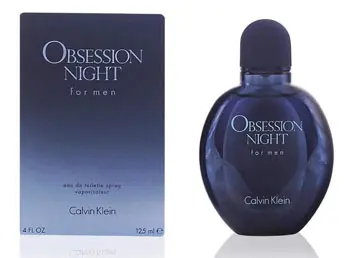 OBSESSION
NIGHT
for men
eau de toilette spray
vaporisateur
Calvin Klein
4 FL OZ 125 ml ℮
OBSESSION
NIGHT
for men
Calvin Klein